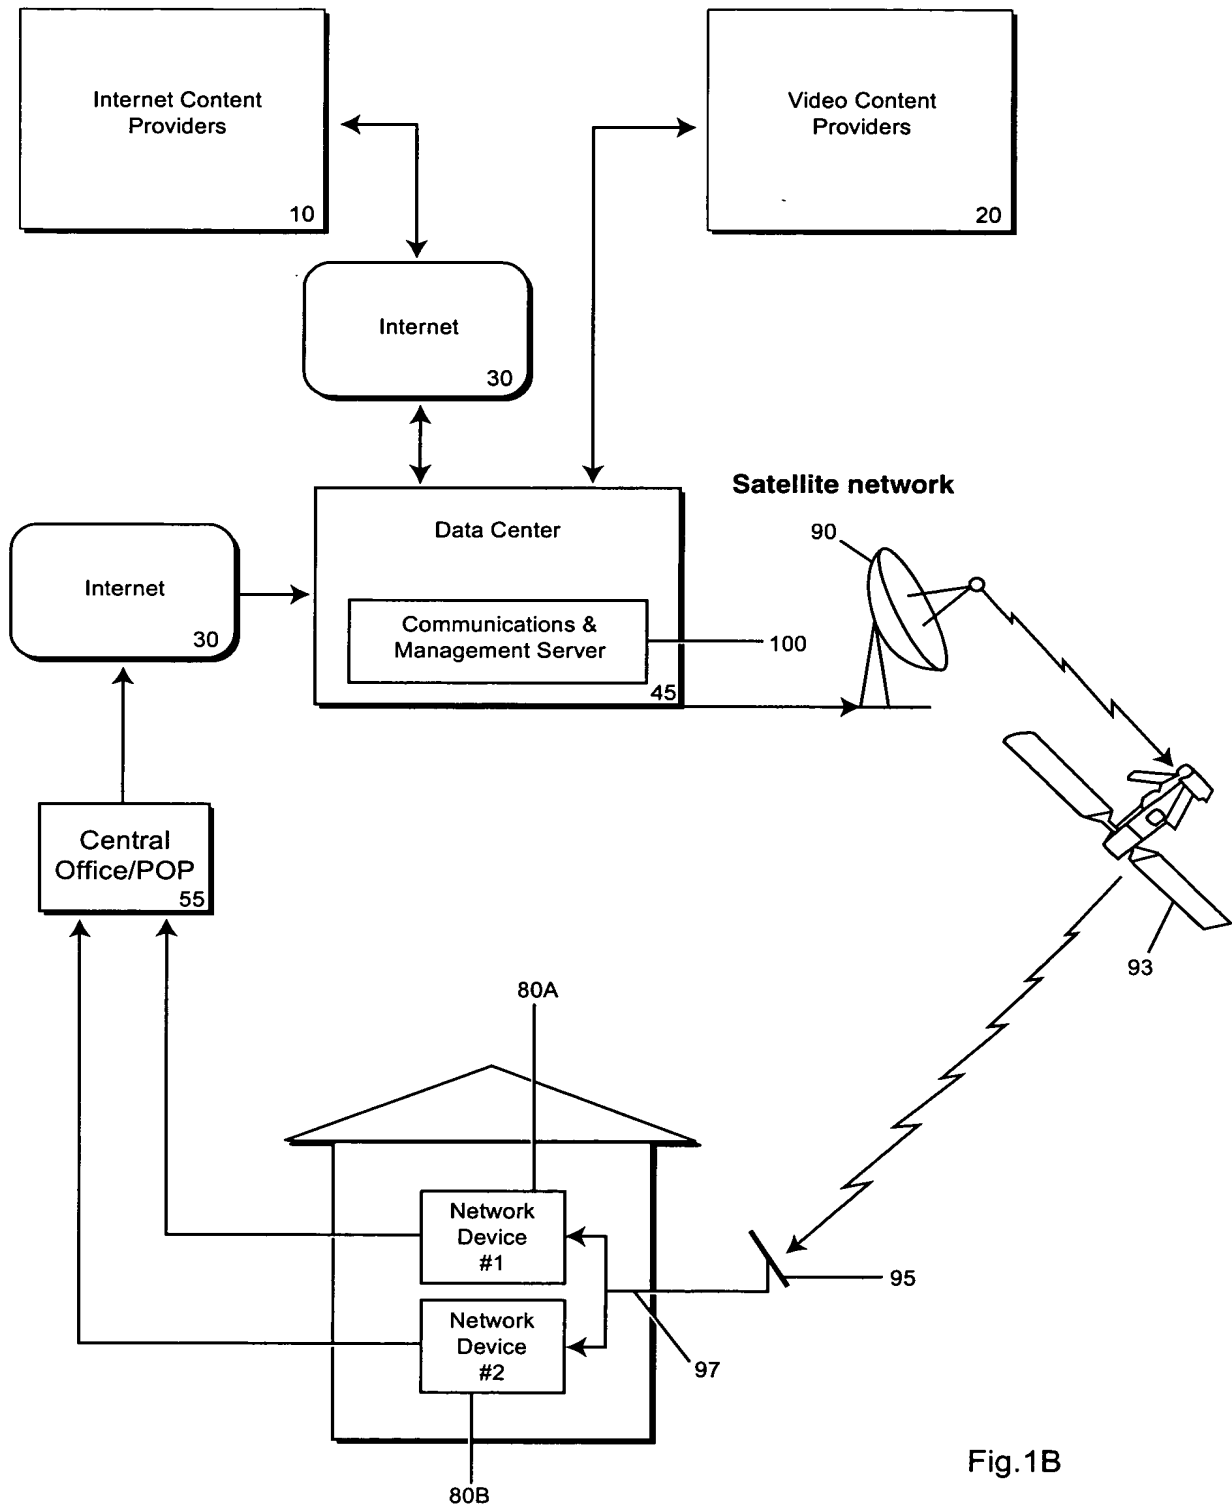 Internet Content
Providers
10
Video Content
Providers
20
Internet
30
Satellite network
Data Center
Communications &
Management Server
100
45
90
Internet
30
Central
Office/POP
55
93
80A
Network
Device
#1
95
Network
Device
#2
97
80B
Fig.1B